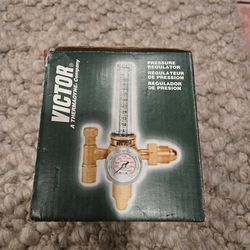 VICTOR®
A THERMADYNE® Company
PRESSURE
REGULATOR
RÉGULATEUR
DE PRESSION
REGULADOR
DE PRESIÓN